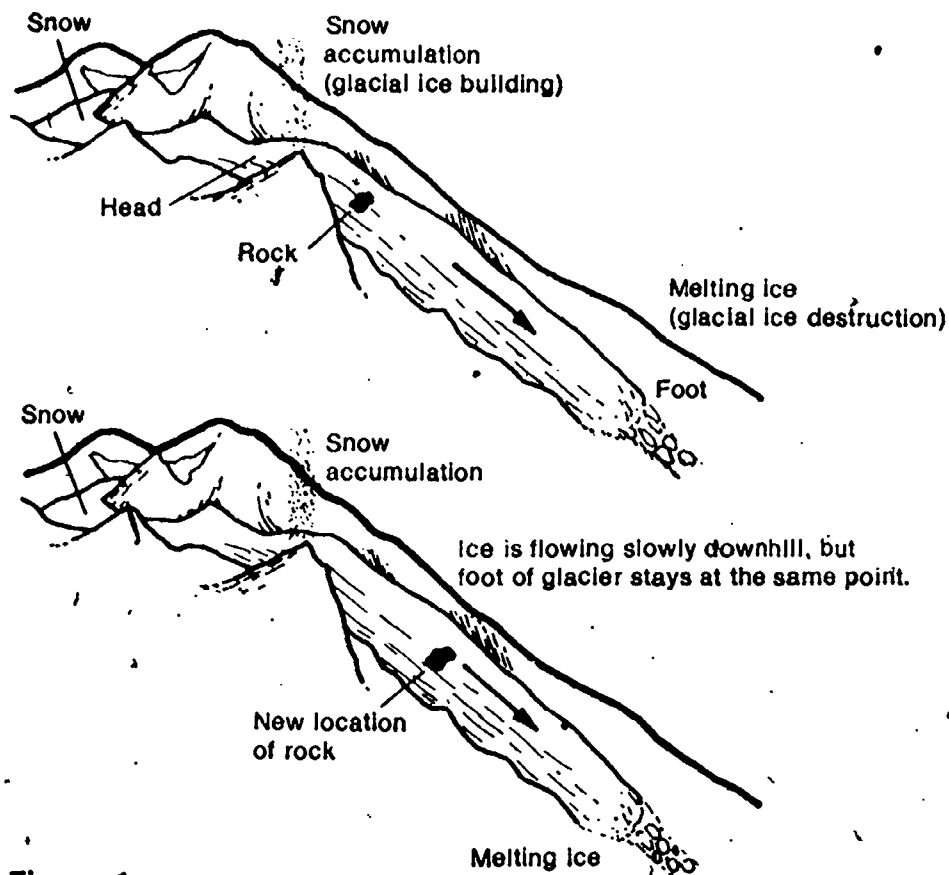 Snow
Snow
accumulation
(glacial ice building)
Head
Rock
Melting ice
(glacial ice destruction)
Foot
Snow
Snow
accumulation
Ice is flowing slowly downhill, but
foot of glacier stays at the same point.
New location
of rock
Melting ice